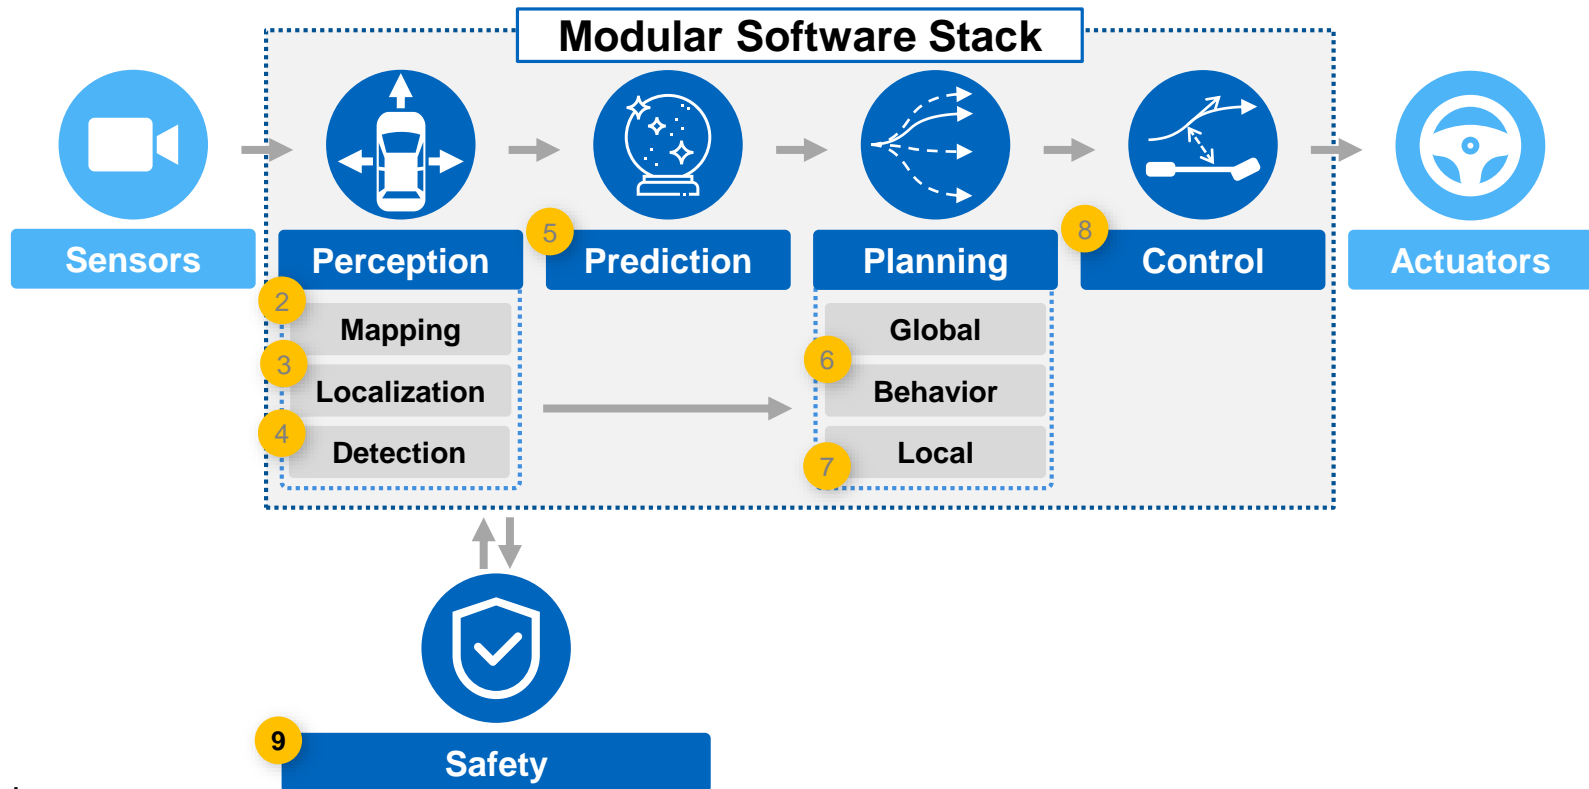 Modular Software Stack
Sensors
Perception
5
Prediction
Planning
8
Control
Actuators
2
Mapping
3
Localization
4
Detection
Global
6
Behavior
7
Local
9
Safety